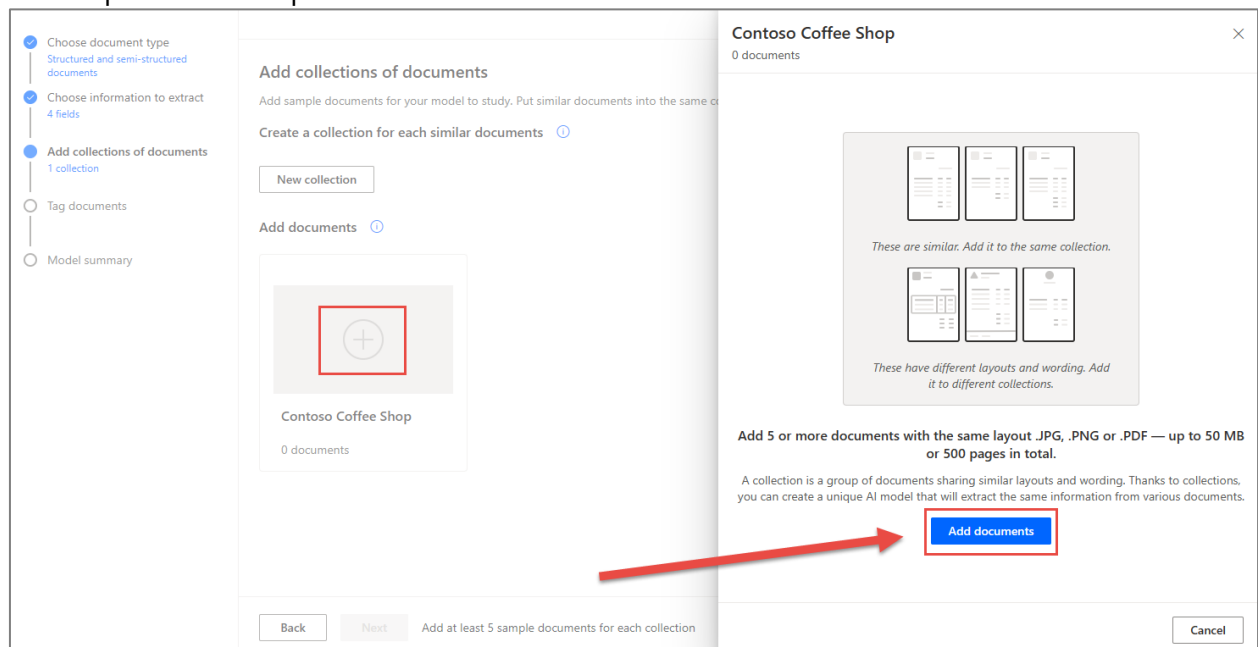 Choose document type
Structured and semi-structured
documents
Choose information to extract
4 fields
Add collections of documents
1 collection
Tag documents
Model summary
Add collections of documents
Add sample documents for your model to study. Put similar documents into the same
Create a collection for each similar documents
New collection
Add documents
Contoso Coffee Shop
0 documents
Back
Next
Add at least 5 sample documents for each collection
Contoso Coffee Shop
0 documents
These are similar. Add it to the same collection.
These have different layouts and wording. Add
it to different collections.
Add 5 or more documents with the same layout .JPG, .PNG or .PDF — up to 50 MB
or 500 pages in total.
A collection is a group of documents sharing similar layouts and wording. Thanks to collections,
you can create a unique AI model that will extract the same information from various documents.
Add documents
Cancel